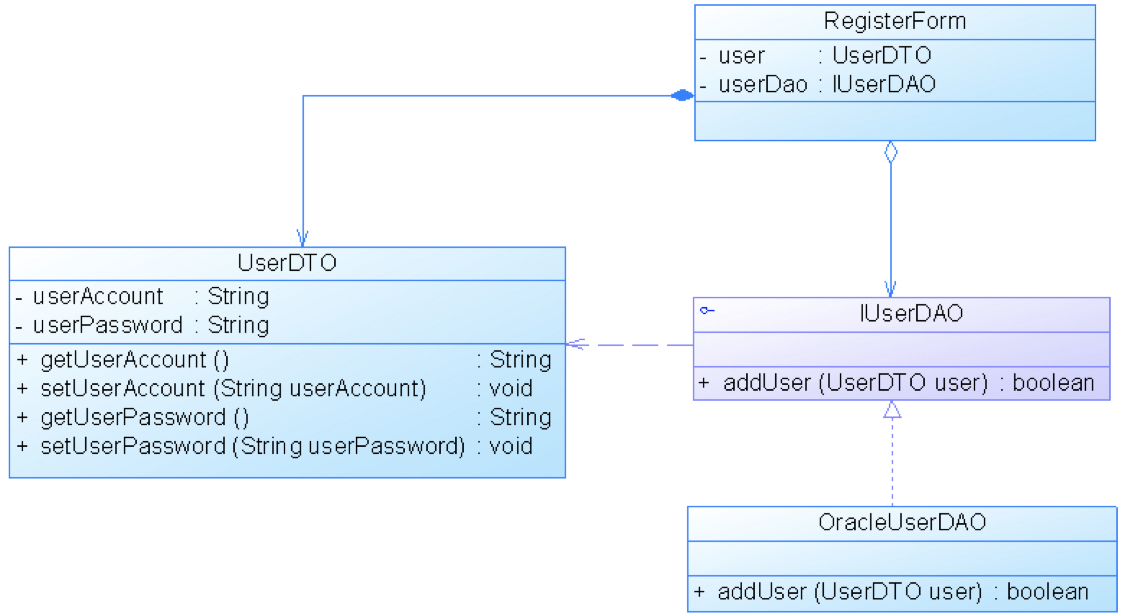 RegisterForm
- user : UserDTO
- userDao : IUserDAO
UserDTO
- userAccount : String
- userPassword : String
+ getUserAccount () : String
+ setUserAccount (String userAccount) : void
+ getUserPassword () : String
+ setUserPassword (String userPassword) : void
IUserDAO
+ addUser (UserDTO user) : boolean
OracleUserDAO
+ addUser (UserDTO user) : boolean